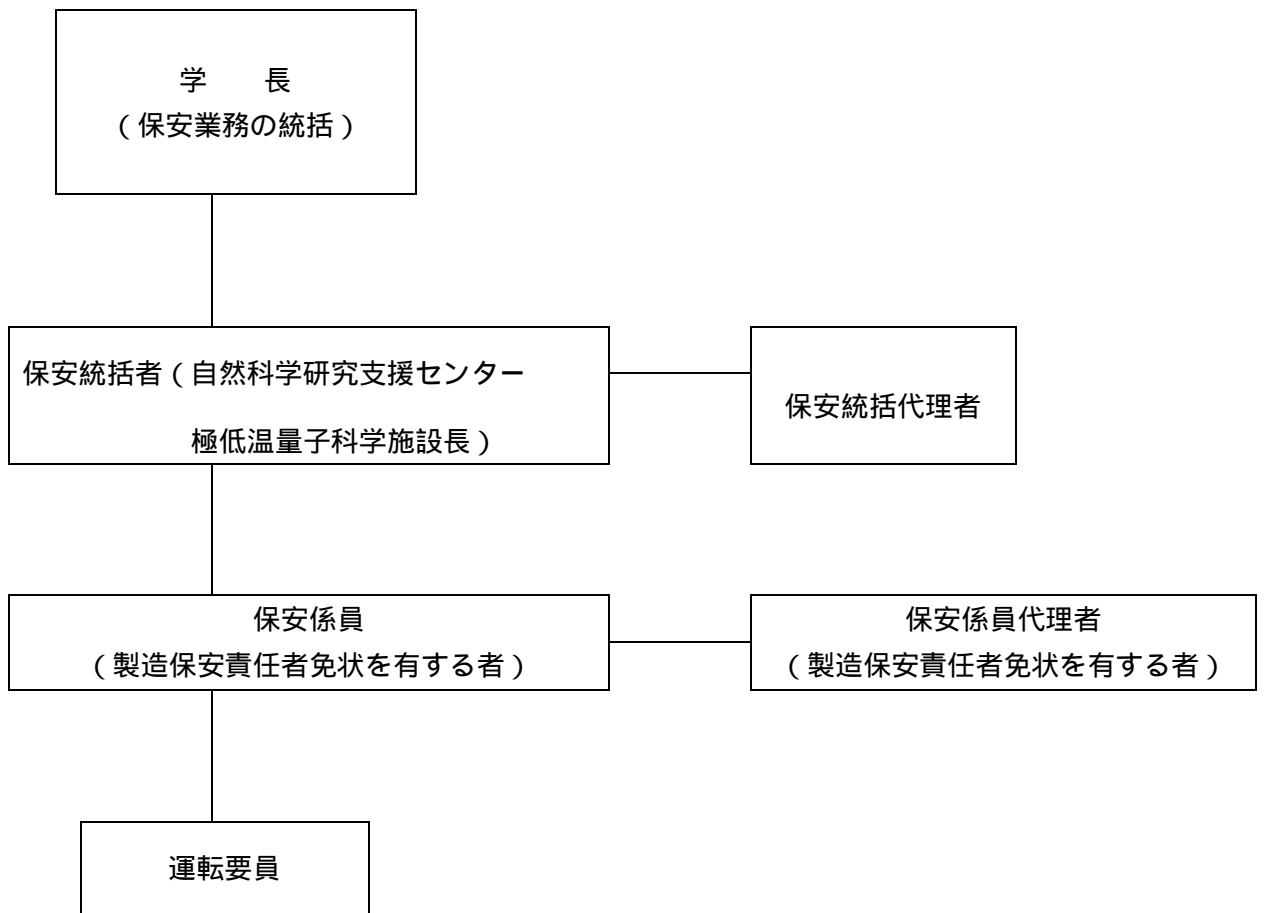 学　　長
（保安業務の統括）
保安統括者（自然科学研究支援センター
極低温量子科学施設長）
保安統括代理者
保安係員
（製造保安責任者免状を有する者）
保安係員代理者
（製造保安責任者免状を有する者）
運転要員